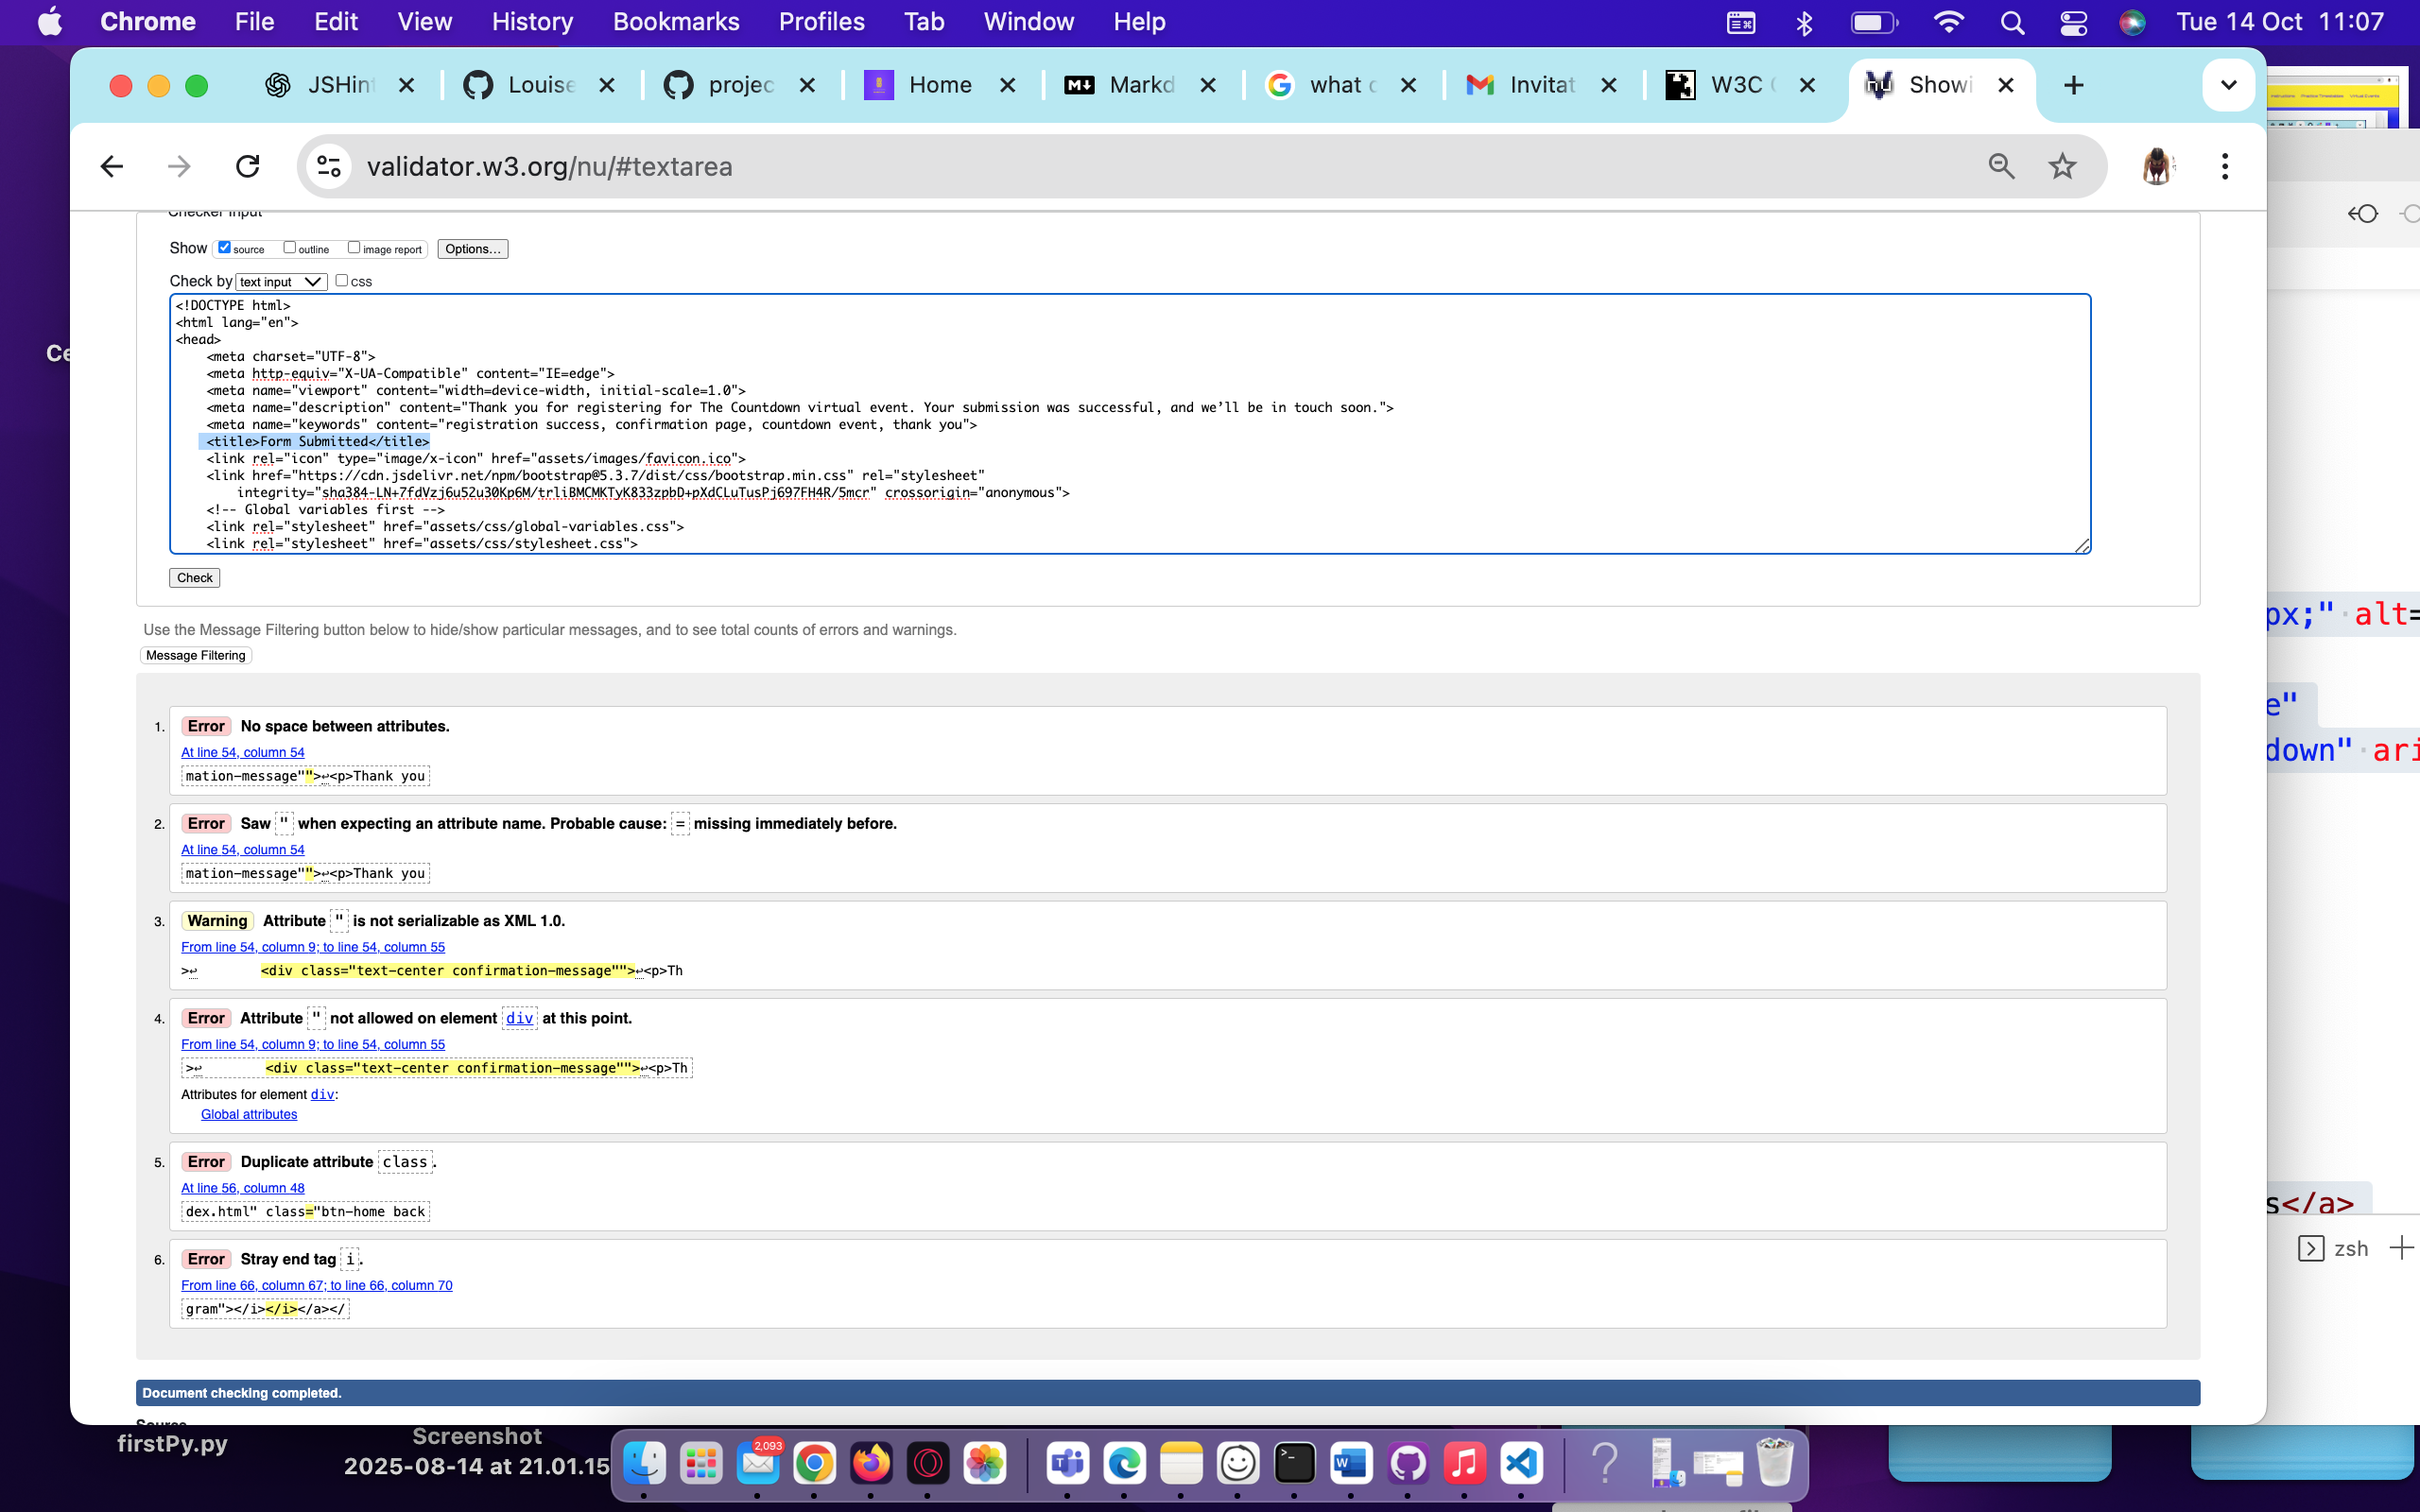 Chrome File Edit View History Bookmarks Profiles Tab Window Help Tue 14 Oct 11:07
JSHint Louise projec Home Markd what Invitat W3C Showi
validator.w3.org/nu/#textarea
Checker Input
Show source outline image report Options...
Check by text input css
<!DOCTYPE html>
<html lang="en">
<head>
<meta charset="UTF-8">
<meta http-equiv="X-UA-Compatible" content="IE=edge">
<meta name="viewport" content="width=device-width, initial-scale=1.0">
<meta name="description" content="Thank you for registering for The Countdown virtual event. Your submission was successful, and we’ll be in touch soon.">
<meta name="keywords" content="registration success, confirmation page, countdown event, thank you">
<title>Form Submitted</title>
<link rel="icon" type="image/x-icon" href="assets/images/favicon.ico">
<link href="https://cdn.jsdelivr.net/npm/bootstrap@5.3.7/dist/css/bootstrap.min.css" rel="stylesheet"
integrity="sha384-LN+7fdVzj6u52u30Kp6M/trliBMCMKTyK833zpbD+pXdCLuTusPj697FH4R/5mcr" crossorigin="anonymous">
<!-- Global variables first -->
<link rel="stylesheet" href="assets/css/global-variables.css">
<link rel="stylesheet" href="assets/css/stylesheet.css">
Check
Use the Message Filtering button below to hide/show particular messages, and to see total counts of errors and warnings.
Message Filtering
1. Error No space between attributes.
At line 54, column 54
mation-message"">↩<p>Thank you
2. Error Saw " when expecting an attribute name. Probable cause: = missing immediately before.
At line 54, column 54
mation-message"">↩<p>Thank you
3. Warning Attribute " is not serializable as XML 1.0.
From line 54, column 9; to line 54, column 55
>↩ <div class="text-center confirmation-message"">↩<p>Th
4. Error Attribute " not allowed on element div at this point.
From line 54, column 9; to line 54, column 55
>↩ <div class="text-center confirmation-message"">↩<p>Th
Attributes for element div:
Global attributes
5. Error Duplicate attribute class.
At line 56, column 48
dex.html" class="btn-home back
6. Error Stray end tag i.
From line 66, column 67; to line 66, column 70
gram"></i></i></a></
Document checking completed.
Source
px;" alt=
e"
down" ari
s</a>
zsh
Ce
firstPy.py
Screenshot
2025-08-14 at 21.01.15
2,093